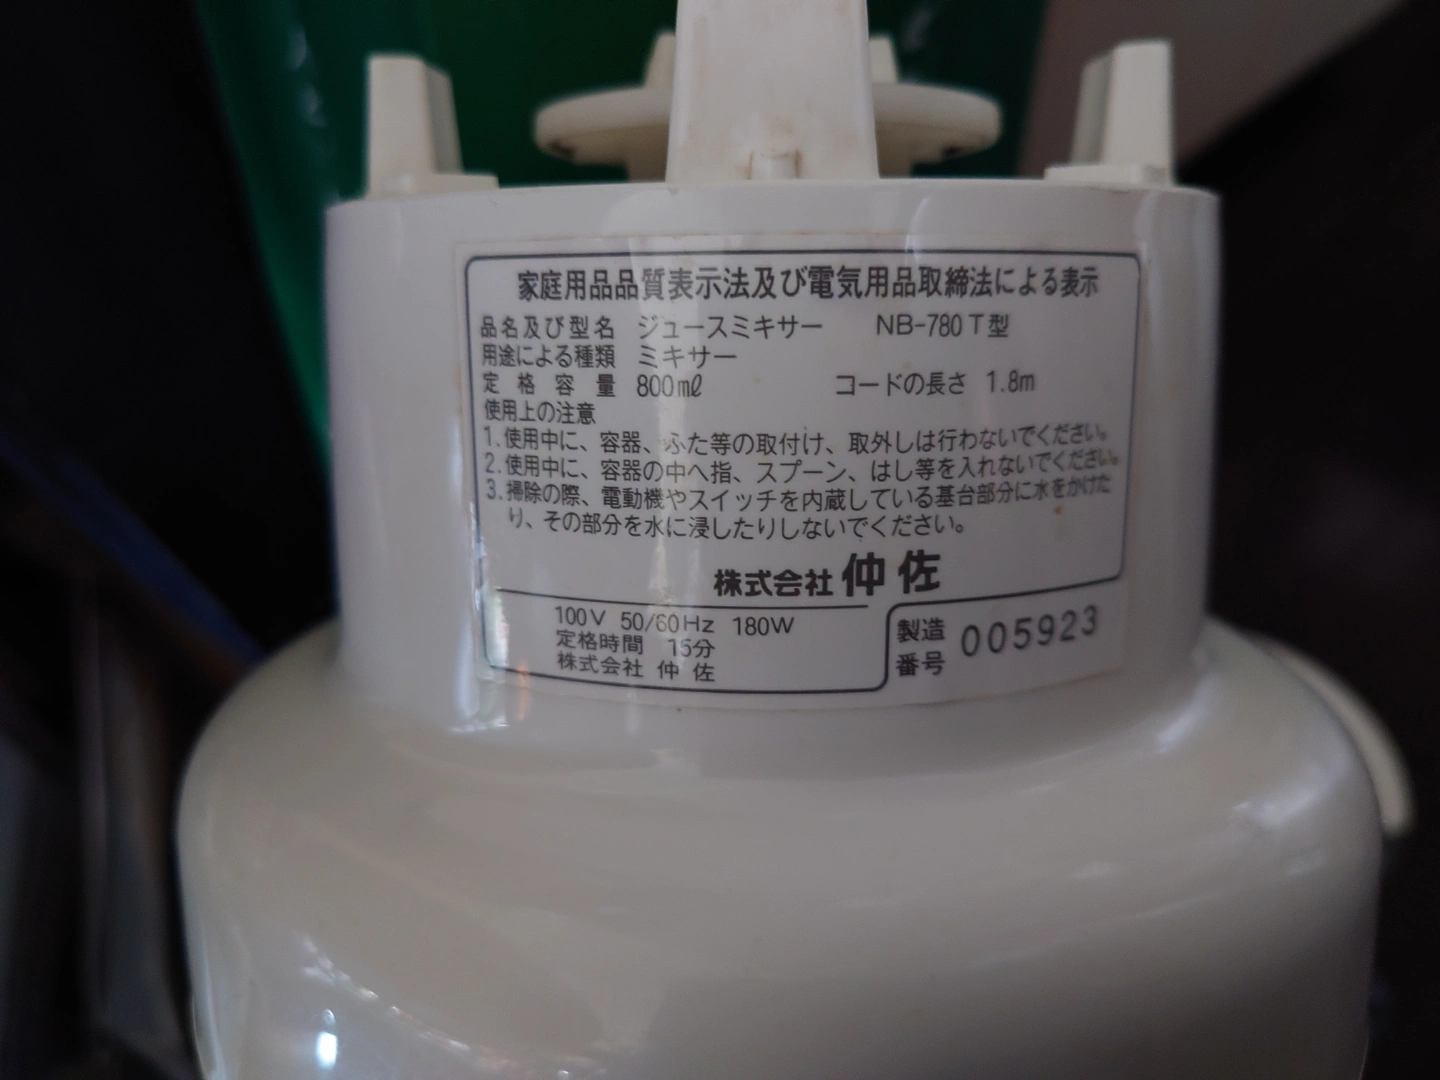 家庭用品品質表示法及び電気用品取締法による表示
品名及び型名 ジュースミキサー NB-780T型
用途による種類 ミキサー
定格容量 800ml コードの長さ 1.8m
使用上の注意
1.使用中に、容器、ふた等の取付け、取外しは行わないでください。
2.使用中に、容器の中へ指、スプーン、はし等を入れないでください。
3.掃除の際、電動機やスイッチを内蔵している基台部分に水をかけた
り、その部分を水に浸したりしないでください。
株式会社 仲佐
100V 50/60Hz 180W
定格時間 15分
株式会社 仲佐
製造番号 005923